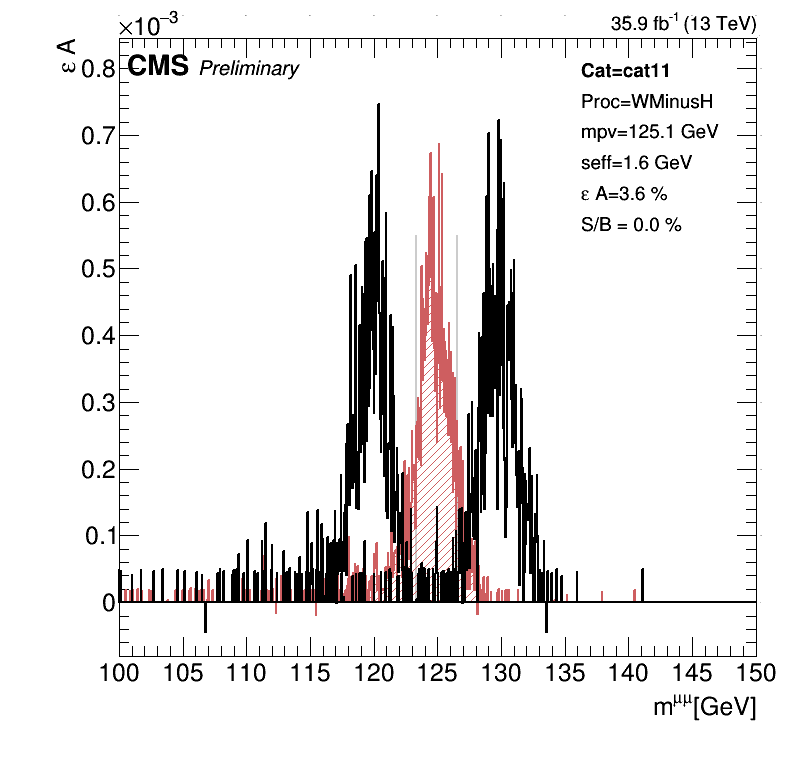 ×10⁻³
35.9 fb⁻¹ (13 TeV)
ε A
CMS Preliminary
Cat=cat11
Proc=WMinusH
mpv=125.1 GeV
seff=1.6 GeV
ε A=3.6 %
S/B = 0.0 %
0.8
0.7
0.6
0.5
0.4
0.3
0.2
0.1
0
100 105 110 115 120 125 130 135 140 145 150
m^μμ[GeV]